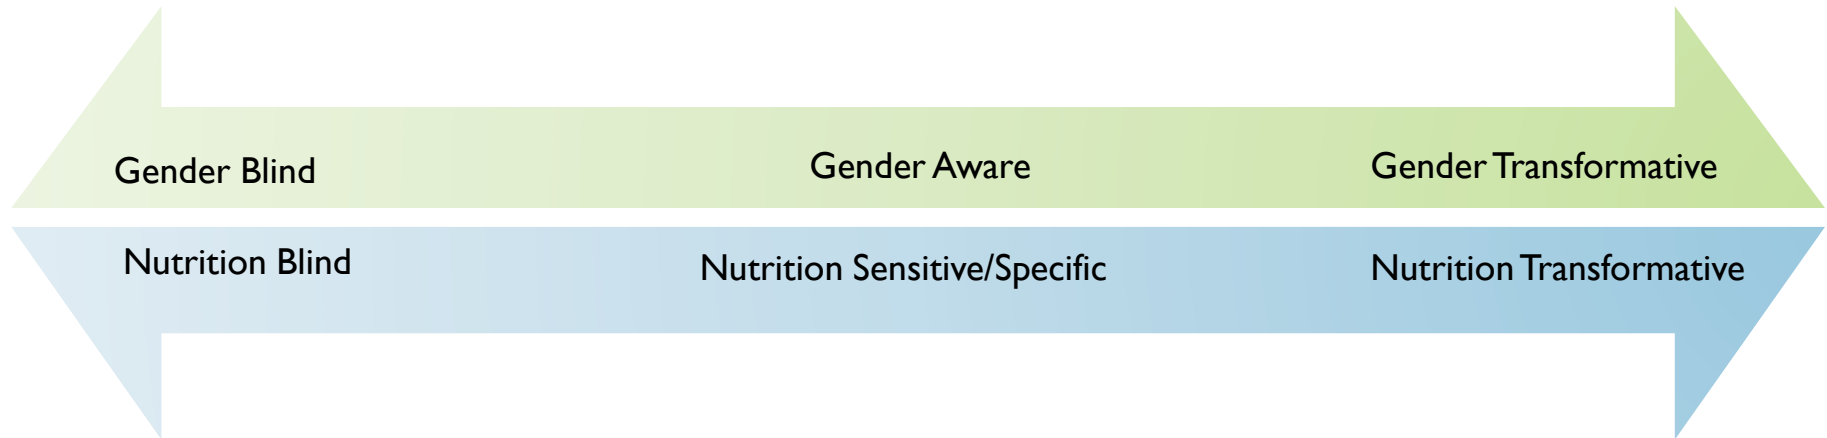 Gender Blind
Gender Aware
Gender Transformative
Nutrition Blind
Nutrition Sensitive/Specific
Nutrition Transformative